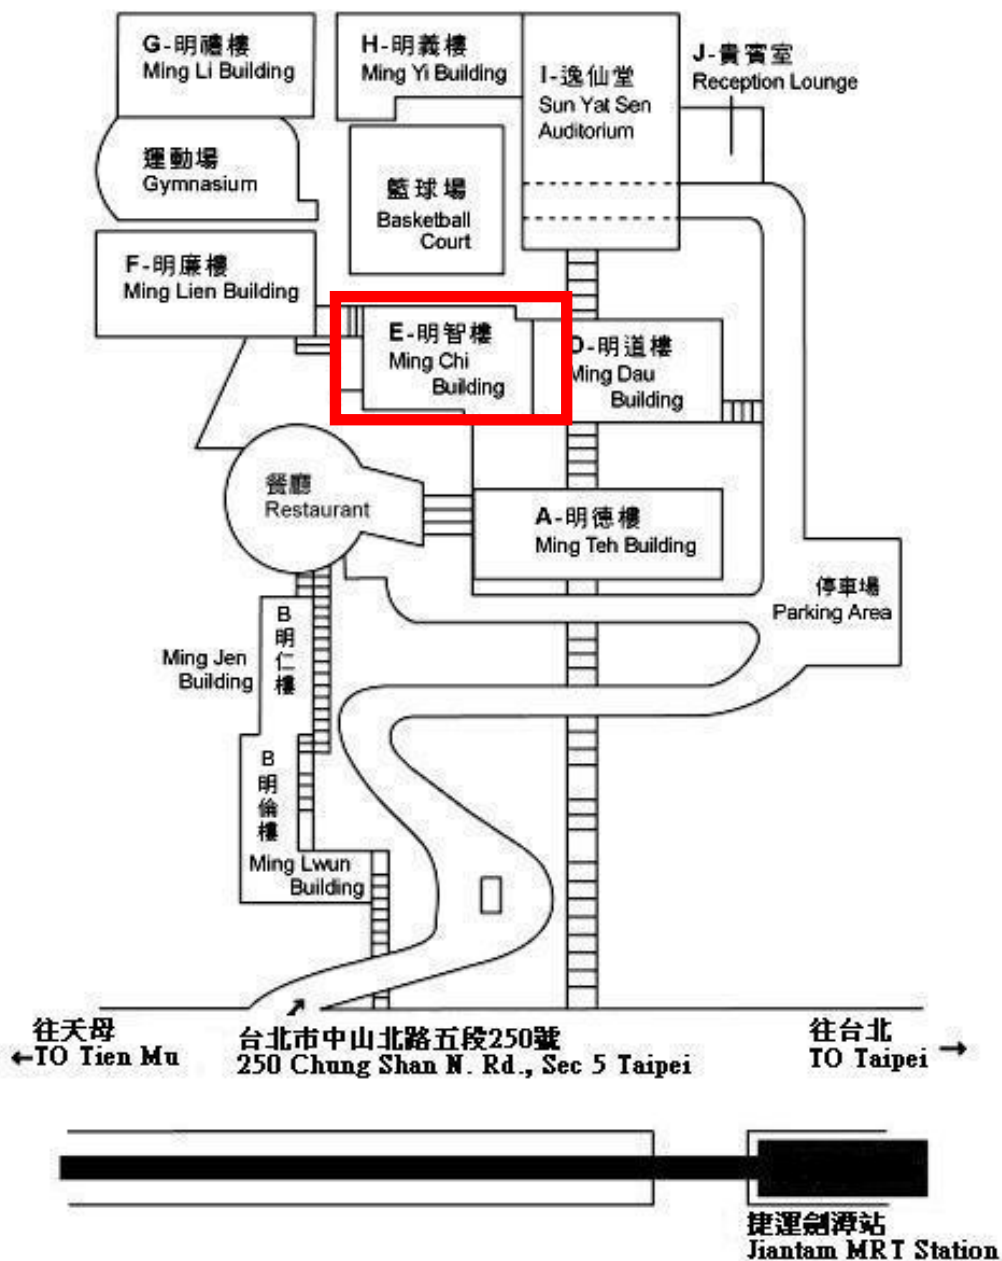 G-明禮樓
Ming Li Building
H-明義樓
Ming Yi Building
I-逸仙堂
Sun Yat Sen
Auditorium
J-貴賓室
Reception Lounge
運動場
Gymnasium
籃球場
Basketball
Court
F-明廉樓
Ming Lien Building
E-明智樓
Ming Chi
Building
D-明道樓
Ming Dau
Building
餐廳
Restaurant
A-明德樓
Ming Teh Building
停車場
Parking Area
B
明
仁
樓
Ming Jen
Building
B
明
倫
樓
Ming Lwun
Building
往天母
←TO Tien Mu
台北市中山北路五段250號
250 Chung Shan N. Rd., Sec 5 Taipei
往台北
TO Taipei →
捷運劍潭站
Jiantam MRT Station